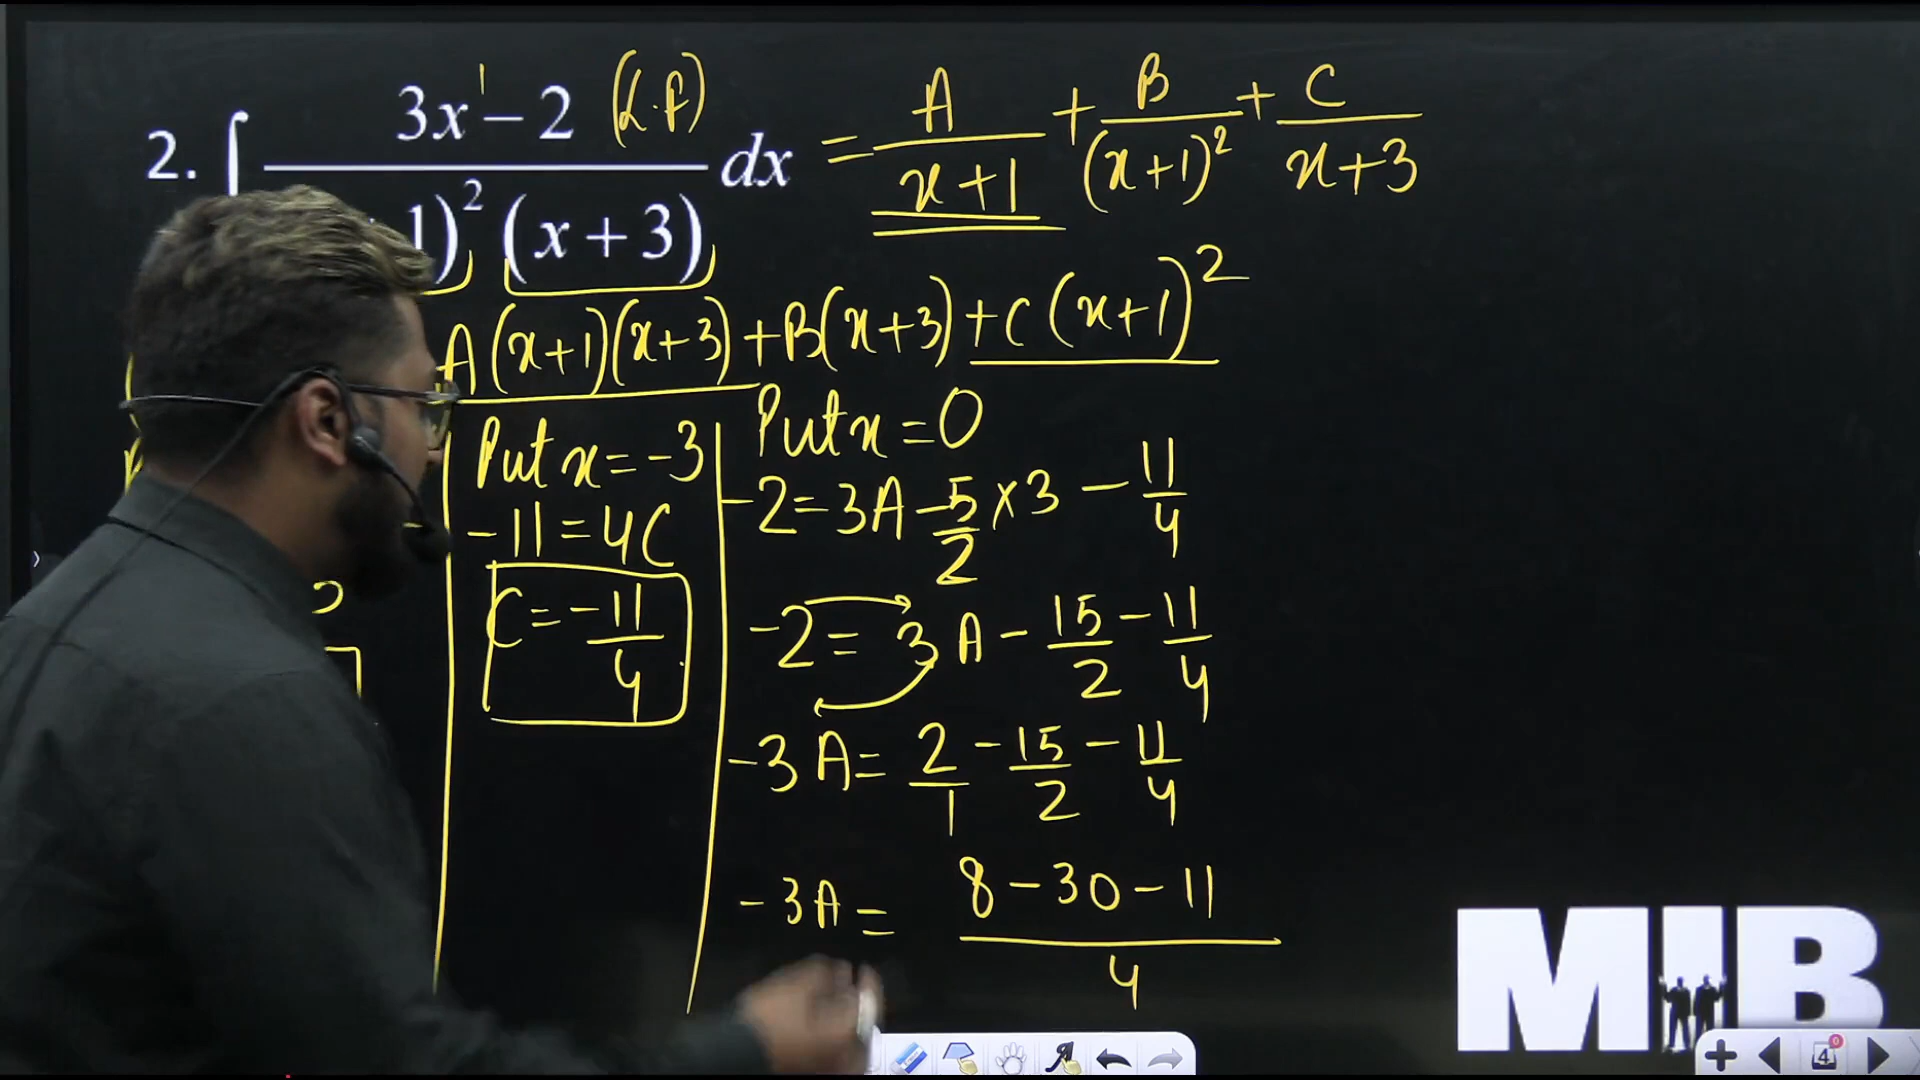 2. ∫ 3x - 2 / 1)² (x + 3) dx = A/(x+1) + B/(x+1)² + C/(x+3)
(L.F)
A(x+1)(x+3) + B(x+3) + C(x+1)²
Put x = -3
-11 = 4C
C = -11/4
Put x = 0
-2 = 3A - 5/2 × 3 - 11/4
-2 = 3A - 15/2 - 11/4
-3A = 2/1 - 15/2 - 11/4
-3A = 8 - 30 - 11 / 4
MIB
4
0